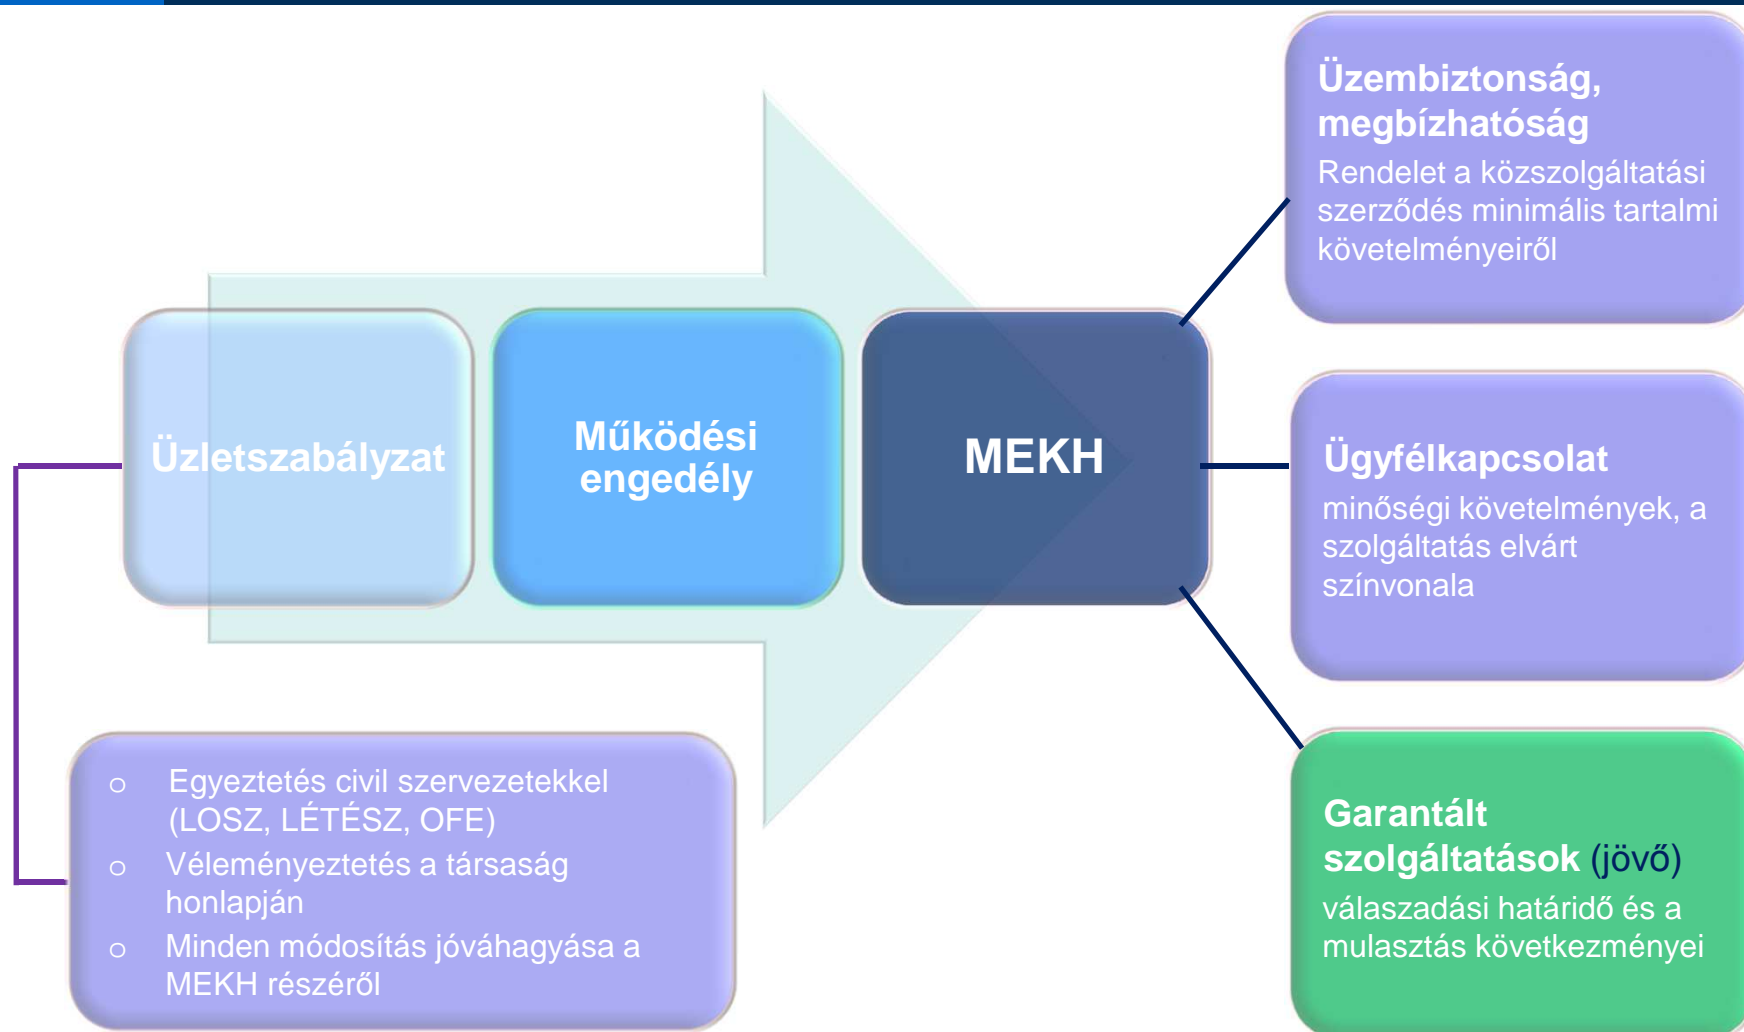 Üzembiztonság,
megbízhatóság
Rendelet a közszolgáltatási
szerződés minimális tartalmi
követelményeiről
Üzletszabályzat
Működési
engedély
MEKH
Ügyfélkapcsolat
minőségi követelmények, a
szolgáltatás elvárt
színvonala
o Egyeztetés civil szervezetekkel
(LOSZ, LÉTÉSZ, OFE)
o Véleményeztetés a társaság
honlapján
o Minden módosítás jóváhagyása a
MEKH részéről
Garantált
szolgáltatások (jövő)
válaszadási határidő és a
mulasztás következményei